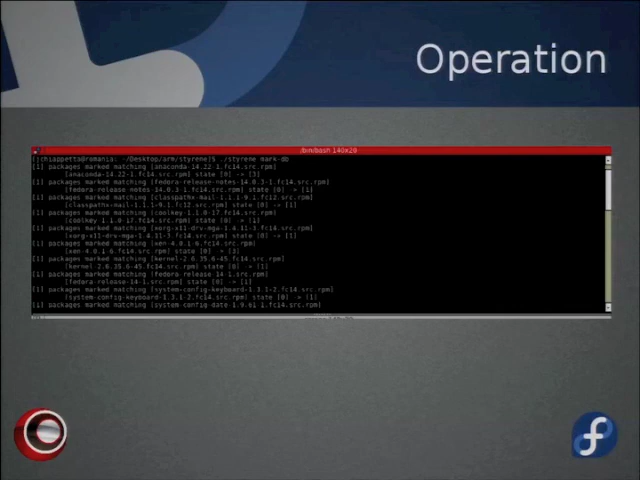 Operation
/bin/bash 140x20
[jchiappetta@romania: ~/Desktop/arm/styrene]$ ./styrene mark-db
[1] packages marked matching [anaconda-14.22-1.fc14.src.rpm]
[anaconda-14.22-1.fc14.src.rpm] state [0] -> [3]
[1] packages marked matching [fedora-release-notes-14.0.3-1.fc14.src.rpm]
[fedora-release-notes-14.0.3-1.fc14.src.rpm] state [0] -> [1]
[1] packages marked matching [classpathx-mail-1.1.1-9.1.fc12.src.rpm]
[classpathx-mail-1.1.1-9.1.fc12.src.rpm] state [0] -> [1]
[1] packages marked matching [coolkey-1.1.0-17.fc14.src.rpm]
[coolkey-1.1.0-17.fc14.src.rpm] state [0] -> [1]
[1] packages marked matching [xorg-x11-drv-mga-1.4.11-3.fc14.src.rpm]
[xorg-x11-drv-mga-1.4.11-3.fc14.src.rpm] state [0] -> [1]
[1] packages marked matching [xen-4.0.1-6.fc14.src.rpm]
[xen-4.0.1-6.fc14.src.rpm] state [0] -> [3]
[1] packages marked matching [kernel-2.6.35.6-45.fc14.src.rpm]
[kernel-2.6.35.6-45.fc14.src.rpm] state [0] -> [1]
[1] packages marked matching [fedora-release-14-1.src.rpm]
[fedora-release-14-1.src.rpm] state [0] -> [1]
[1] packages marked matching [system-config-keyboard-1.3.1-2.fc14.src.rpm]
[system-config-keyboard-1.3.1-2.fc14.src.rpm] state [0] -> [1]
[1] packages marked matching [system-config-date-1.9.61-1.fc14.src.rpm]